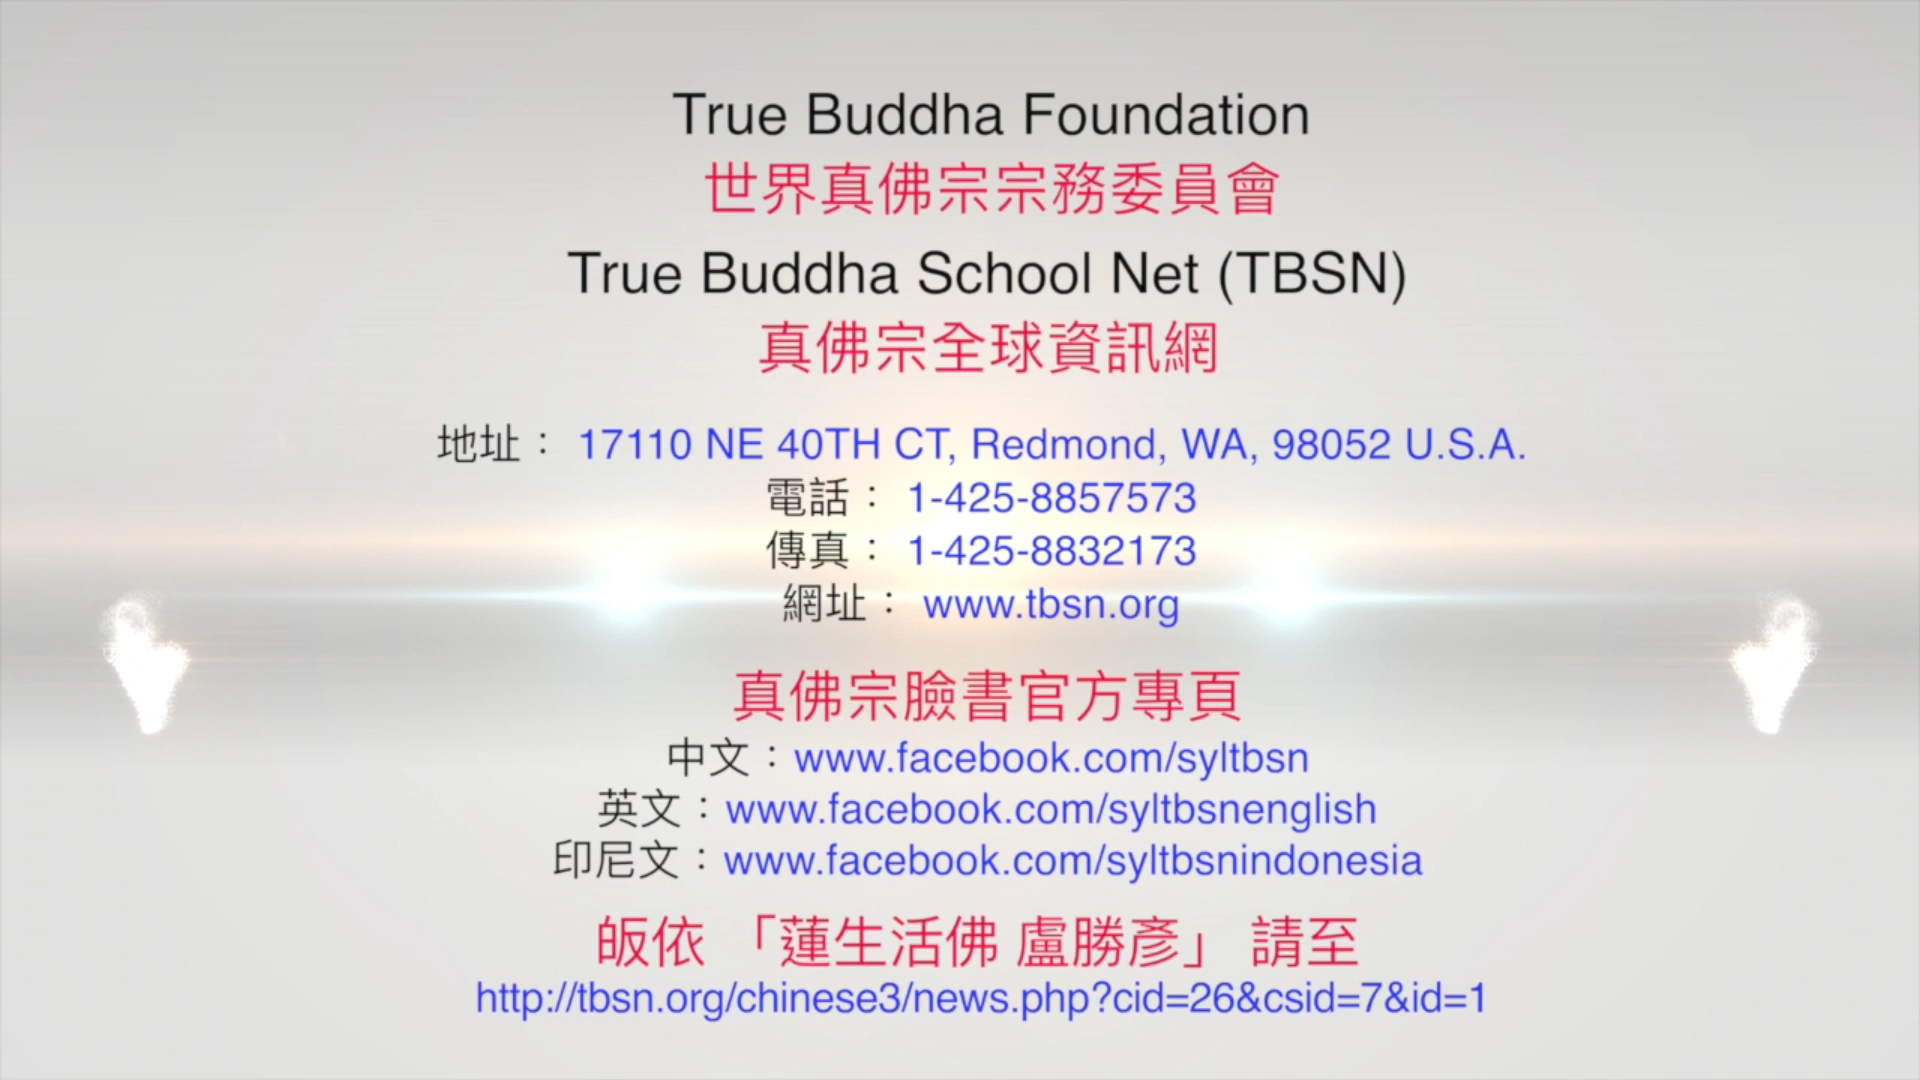 True Buddha Foundation
世界真佛宗宗務委員會
True Buddha School Net (TBSN)
真佛宗全球資訊網
地址： 17110 NE 40TH CT, Redmond, WA, 98052 U.S.A.
電話： 1-425-8857573
傳真： 1-425-8832173
網址： www.tbsn.org
真佛宗臉書官方專頁
中文：www.facebook.com/syltbsn
英文：www.facebook.com/syltbsnenglish
印尼文：www.facebook.com/syltbsnindonesia
皈依 「蓮生活佛 盧勝彥」 請至
http://tbsn.org/chinese3/news.php?cid=26&csid=7&id=1